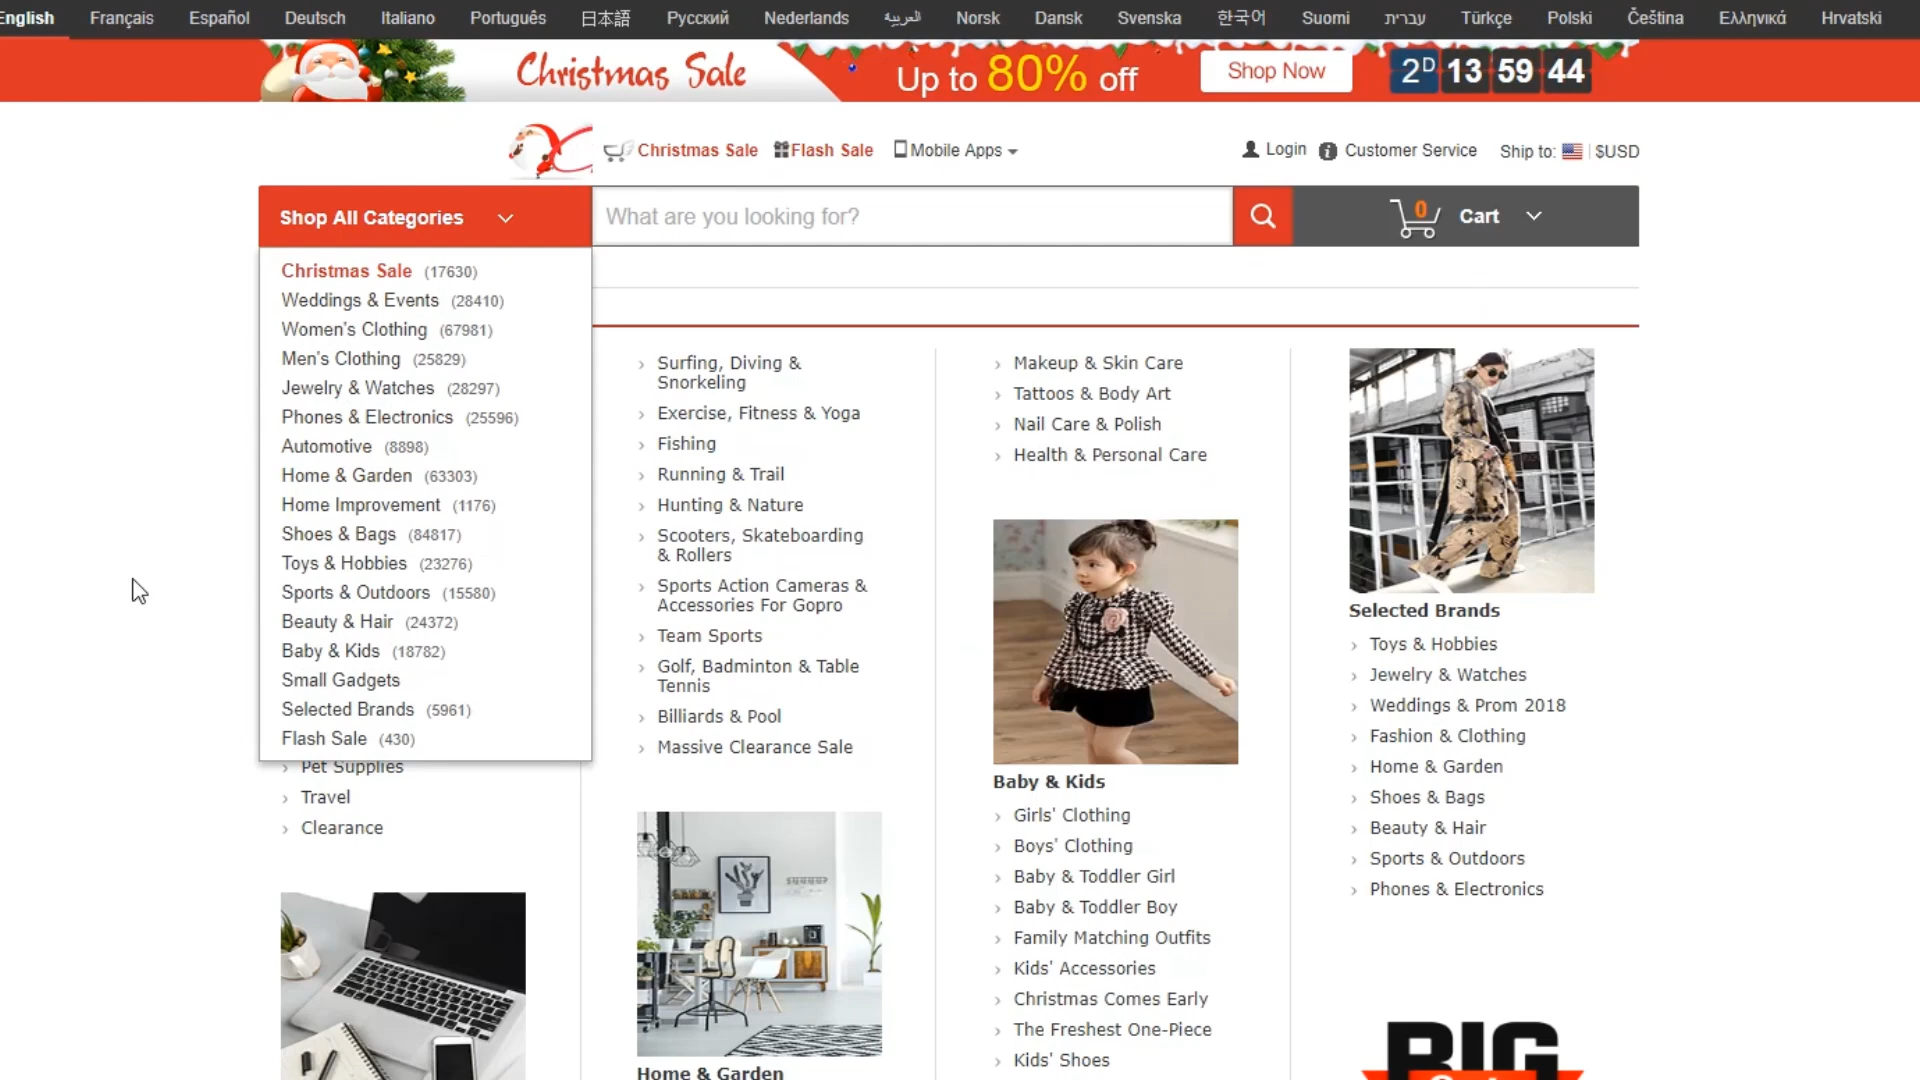 English Français Español Deutsch Italiano Português 日本語 Русский Nederlands العربية Norsk Dansk Svenska 한국어 Suomi עברית Türkçe Polski Čeština Ελληνικά Hrvatski
Christmas Sale Up to 80% off Shop Now 2D 13 59 44
Christmas Sale Flash Sale Mobile Apps Login Customer Service Ship to: $USD
Shop All Categories What are you looking for? 0 Cart
Christmas Sale (17630)
Weddings & Events (28410)
Women's Clothing (67981)
Men's Clothing (25829)
Jewelry & Watches (28297)
Phones & Electronics (25596)
Automotive (8898)
Home & Garden (63303)
Home Improvement (1176)
Shoes & Bags (84817)
Toys & Hobbies (23276)
Sports & Outdoors (15580)
Beauty & Hair (24372)
Baby & Kids (18782)
Small Gadgets
Selected Brands (5961)
Flash Sale (430)
Pet Supplies
Travel
Clearance
Surfing, Diving &
Snorkeling
Exercise, Fitness & Yoga
Fishing
Running & Trail
Hunting & Nature
Scooters, Skateboarding
& Rollers
Sports Action Cameras &
Accessories For Gopro
Team Sports
Golf, Badminton & Table
Tennis
Billiards & Pool
Massive Clearance Sale
Home & Garden
Makeup & Skin Care
Tattoos & Body Art
Nail Care & Polish
Health & Personal Care
Baby & Kids
Girls' Clothing
Boys' Clothing
Baby & Toddler Girl
Baby & Toddler Boy
Family Matching Outfits
Kids' Accessories
Christmas Comes Early
The Freshest One-Piece
Kids' Shoes
Selected Brands
Toys & Hobbies
Jewelry & Watches
Weddings & Prom 2018
Fashion & Clothing
Home & Garden
Shoes & Bags
Beauty & Hair
Sports & Outdoors
Phones & Electronics
BIG